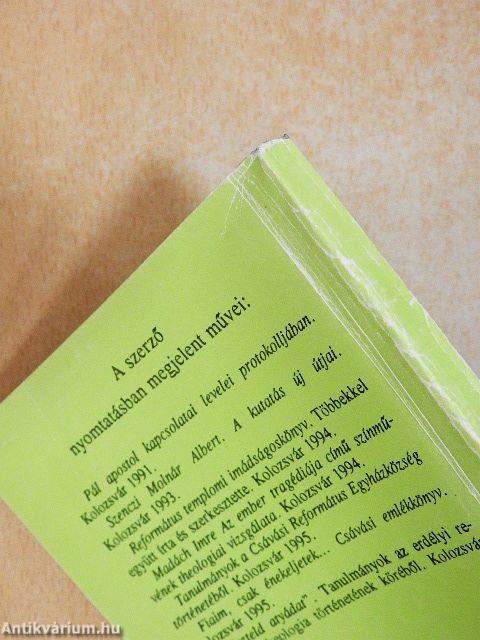 A szerző
nyomtatásban megjelent művei:
Pál apostol kapcsolatai levelei protokolljában.
Kolozsvár 1991.
Szenczi Molnár Albert. A kutatás új útjai.
Kolozsvár 1993.
Református templomi imádságoskönyv. Többekkel
együtt írta és szerkesztette. Kolozsvár 1994.
Madách Imre Az ember tragédiája című színmű-
vének theologiai vizsgálata. Kolozsvár 1994.
Tanulmányok a Csávási Református Egyházközség
történetéből. Kolozsvár 1995.
Fiaim, csak énekeljetek... Csávási emlékkönyv.
1995.
aryádat". Tanulmányok az erdélyi re-
történetének köréből. Kolozsvár
Antikvárium.hu